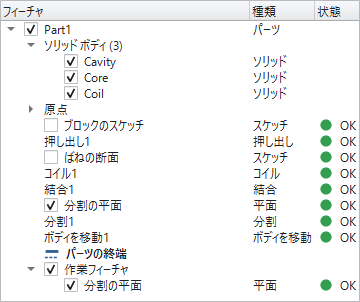 フィーチャ 種類 状態
Part1 パーツ
ソリッド ボディ (3)
Cavity ソリッド
Core ソリッド
Coil ソリッド
原点
ブロックのスケッチ スケッチ OK
押し出し1 押し出し OK
ばねの断面 スケッチ OK
コイル1 コイル OK
結合1 結合 OK
分割の平面 平面 OK
分割1 分割 OK
ボディを移動1 ボディを移動 OK
パーツの終端
作業フィーチャ
分割の平面 平面 OK